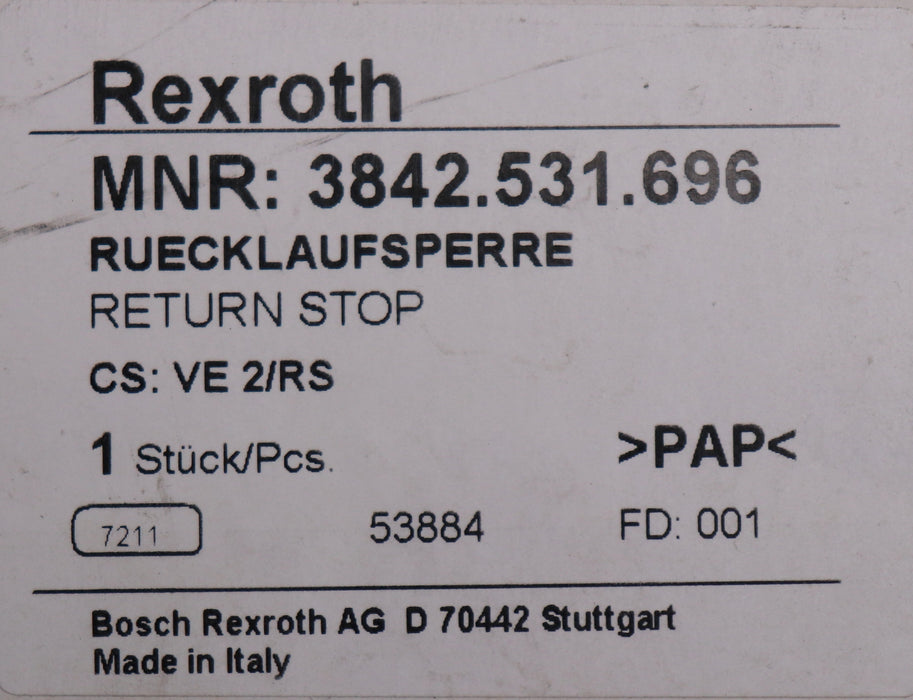 Rexroth
MNR: 3842.531.696
RUECKLAUFSPERRE
RETURN STOP
CS: VE 2/RS
1 Stück/Pcs.
>PAP<
7211 53884 FD: 001
Bosch Rexroth AG D 70442 Stuttgart
Made in Italy